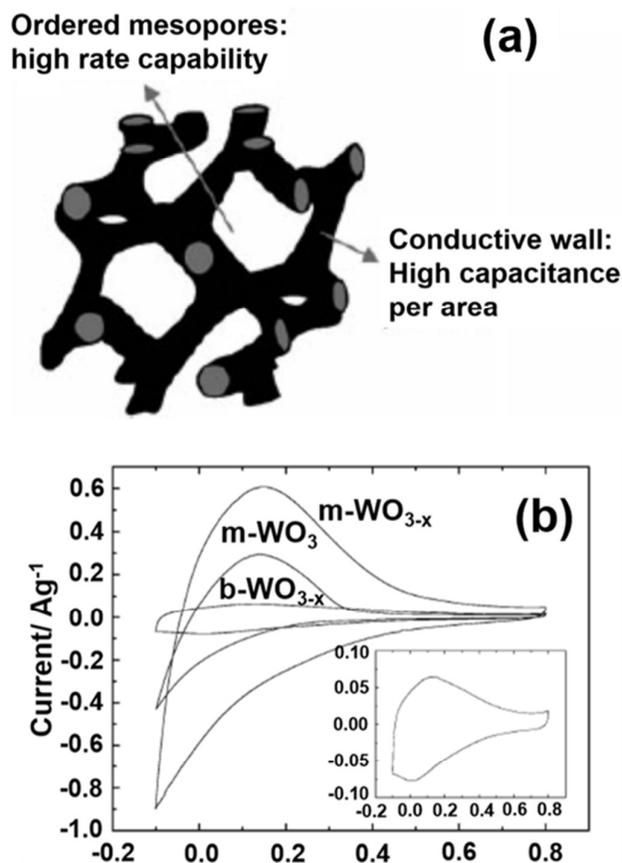 Ordered mesopores:
high rate capability
(a)
Conductive wall:
High capacitance
per area
(b)
m-WO3-x
m-WO3
b-WO3-x
Current/ Ag-1
0.6
0.4
0.2
0.0
-0.2
-0.4
-0.6
-0.8
-1.0
-0.2 0.0 0.2 0.4 0.6 0.8
0.10
0.05
0.00
-0.05
-0.10
-0.2 0.0 0.2 0.4 0.6 0.8